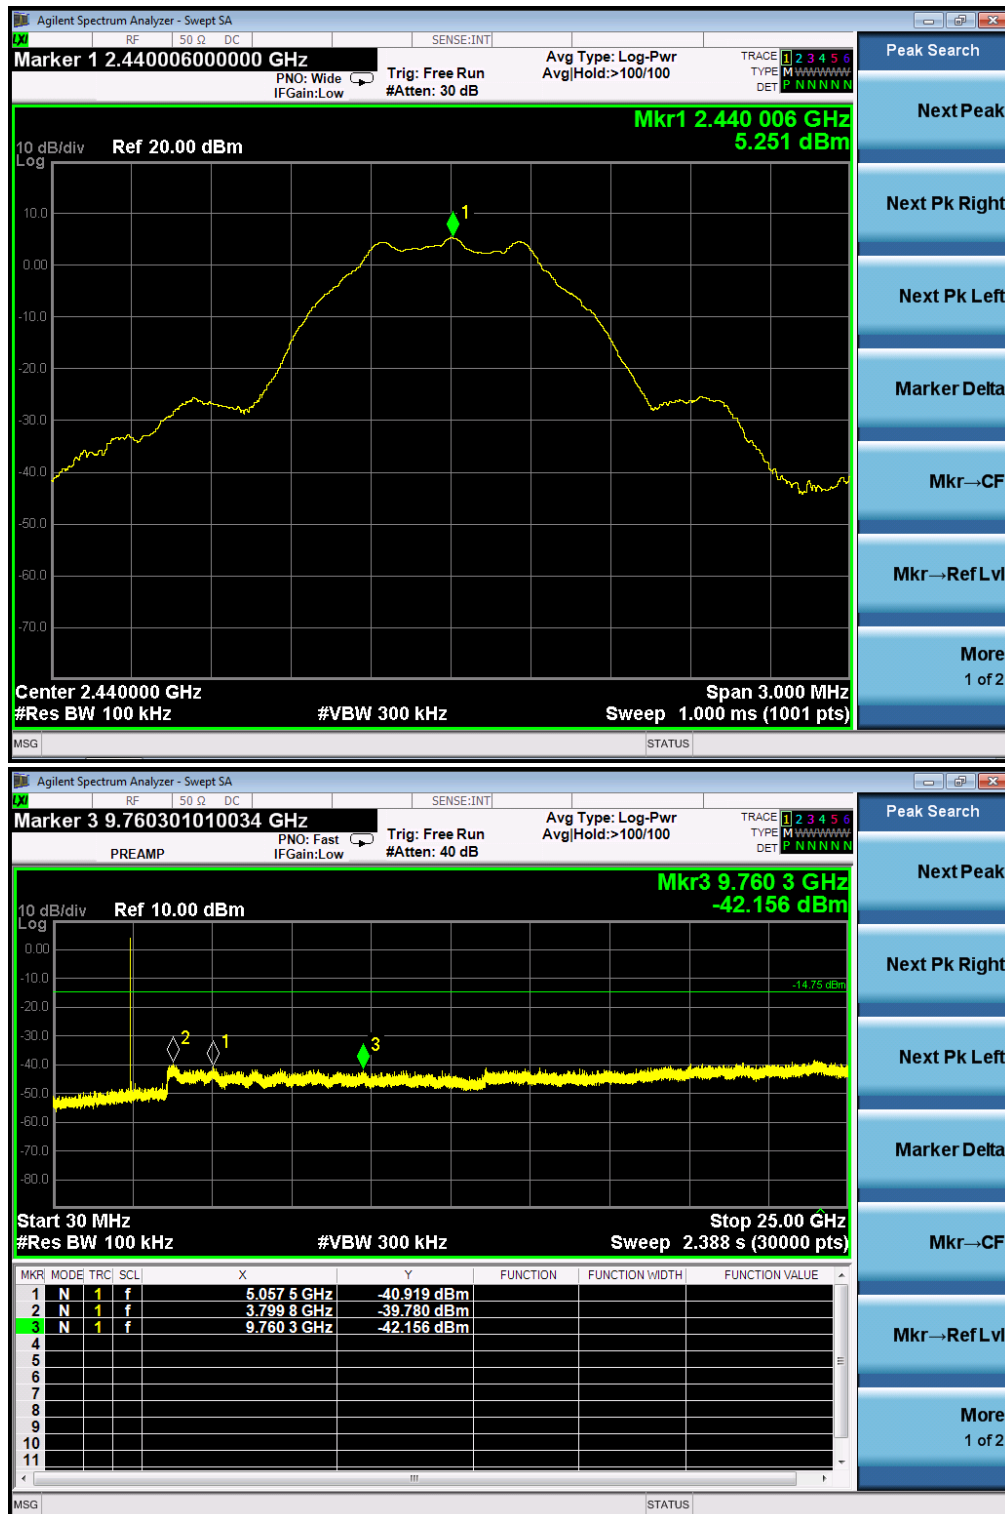 Agilent Spectrum Analyzer - Swept SA
LXI RF 50 Ω DC SENSE:INT
Marker 1 2.440006000000 GHz
PNO: Wide
IFGain:Low
Trig: Free Run
#Atten: 30 dB
Avg Type: Log-Pwr
Avg|Hold:>100/100
TRACE 1 2 3 4 5 6
TYPE M WWWWW
DET P N N N N N
Mkr1 2.440 006 GHz
5.251 dBm
10 dB/div Ref 20.00 dBm
Log
1
10.0
0.00
-10.0
-20.0
-30.0
-40.0
-50.0
-60.0
-70.0
Center 2.440000 GHz Span 3.000 MHz
#Res BW 100 kHz #VBW 300 kHz Sweep 1.000 ms (1001 pts)
MSG STATUS
Peak Search
Next Peak
Next Pk Right
Next Pk Left
Marker Delta
Mkr→CF
Mkr→Ref Lvl
More
1 of 2
Agilent Spectrum Analyzer - Swept SA
LXI RF 50 Ω DC SENSE:INT
Marker 3 9.760301010034 GHz
PREAMP
PNO: Fast
IFGain:Low
Trig: Free Run
#Atten: 40 dB
Avg Type: Log-Pwr
Avg|Hold:>100/100
TRACE 1 2 3 4 5 6
TYPE M WWWWW
DET P N N N N N
Mkr3 9.760 3 GHz
-42.156 dBm
10 dB/div Ref 10.00 dBm
Log
0.00
-10.0
-14.75 dBm
-20.0
-30.0
2 1 3
-40.0
-50.0
-60.0
-70.0
-80.0
Start 30 MHz Stop 25.00 GHz
#Res BW 100 kHz #VBW 300 kHz Sweep 2.388 s (30000 pts)
MKR MODE TRC SCL X Y FUNCTION FUNCTION WIDTH FUNCTION VALUE
1 N 1 f 5.057 5 GHz -40.919 dBm
2 N 1 f 3.799 8 GHz -39.780 dBm
3 N 1 f 9.760 3 GHz -42.156 dBm
4
5
6
7
8
9
10
11
MSG STATUS
Peak Search
Next Peak
Next Pk Right
Next Pk Left
Marker Delta
Mkr→CF
Mkr→Ref Lvl
More
1 of 2